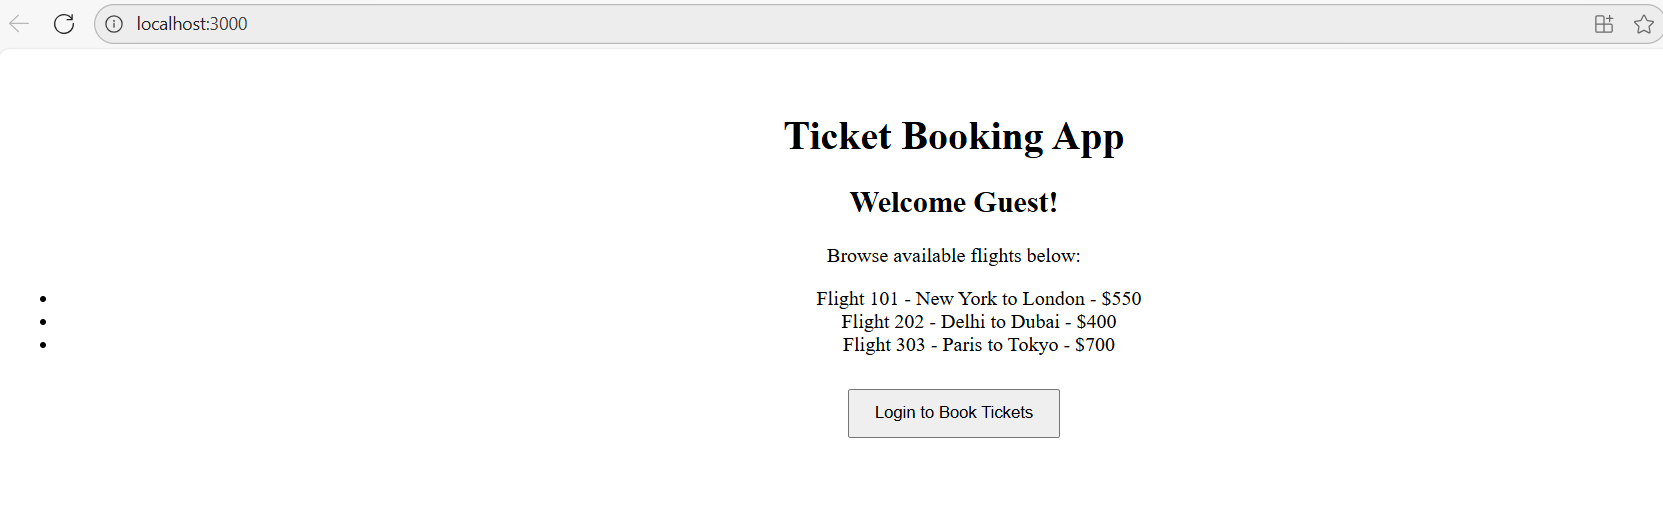 localhost:3000
Ticket Booking App
Welcome Guest!
Browse available flights below:
Flight 101 - New York to London - $550
Flight 202 - Delhi to Dubai - $400
Flight 303 - Paris to Tokyo - $700
Login to Book Tickets